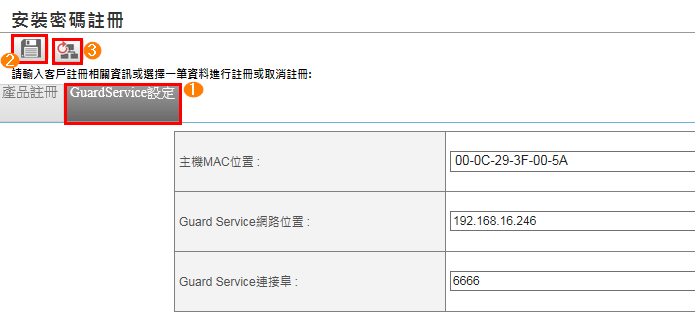 安裝密碼註冊
2 3
請輸入客戶註冊相關資訊或選擇一筆資料進行註冊或取消註冊:
產品註冊 GuardService設定 1
主機MAC位置 : 00-0C-29-3F-00-5A
Guard Service網路位置 : 192.168.16.246
Guard Service連接阜 : 6666